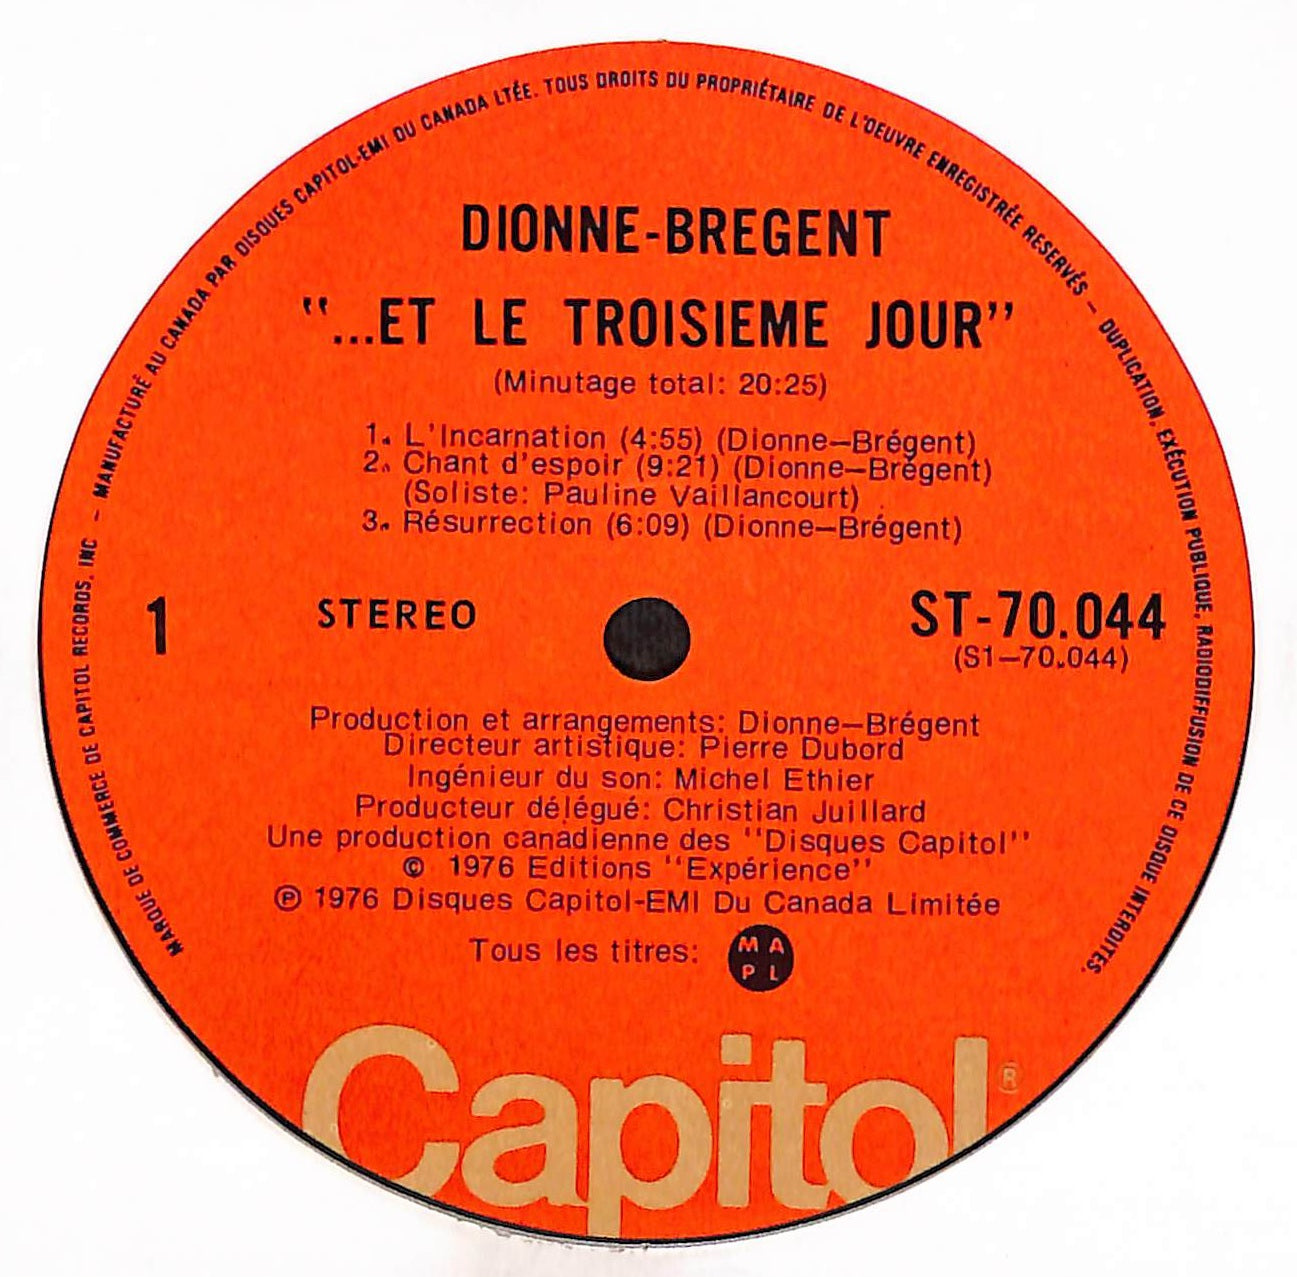 MARQUE DE COMMERCE DE CAPITOL RECORDS, INC – MANUFACTURÉ AU CANADA PAR DISQUES CAPITOL-EMI DU CANADA LTÉE. TOUS DROITS DU PROPRIÉTAIRE DE L'OEUVRE ENREGISTRÉE RESERVÉS – DUPLICATION, EXÉCUTION PUBLIQUE, RADIODIFFUSION DE CE DISQUE INTERDITES.
DIONNE-BREGENT
"...ET LE TROISIEME JOUR"
(Minutage total: 20:25)
1. L'Incarnation (4:55) (Dionne—Brégent)
2. Chant d'espoir (9:21) (Dionne—Brégent)
(Soliste: Pauline Vaillancourt)
3. Résurrection (6:09) (Dionne—Brégent)
1 STEREO ST-70.044
(S1—70.044)
Production et arrangements: Dionne—Brégent
Directeur artistique: Pierre Dubord
Ingénieur du son: Michel Ethier
Producteur délégué: Christian Juillard
Une production canadienne des "Disques Capitol"
© 1976 Editions "Expérience"
℗ 1976 Disques Capitol-EMI Du Canada Limitée
Tous les titres: M A
P L
Capitol ®